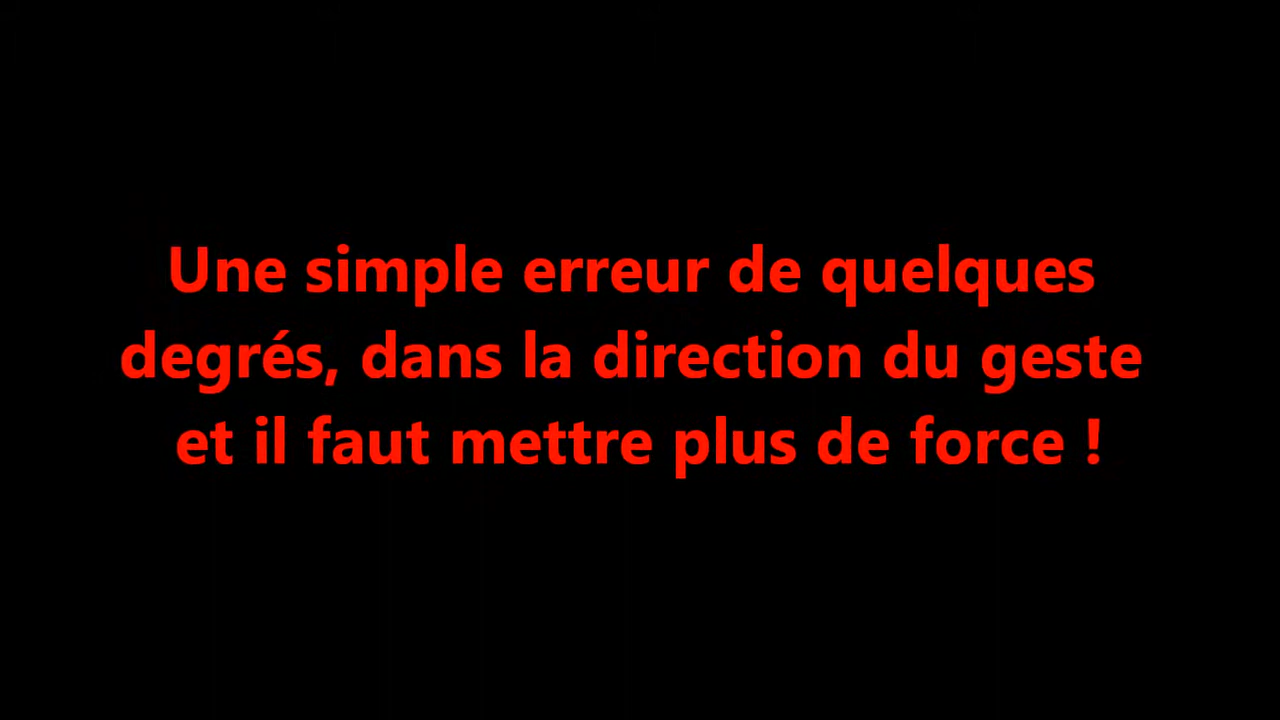 Une simple erreur de quelques
degrés, dans la direction du geste
et il faut mettre plus de force !